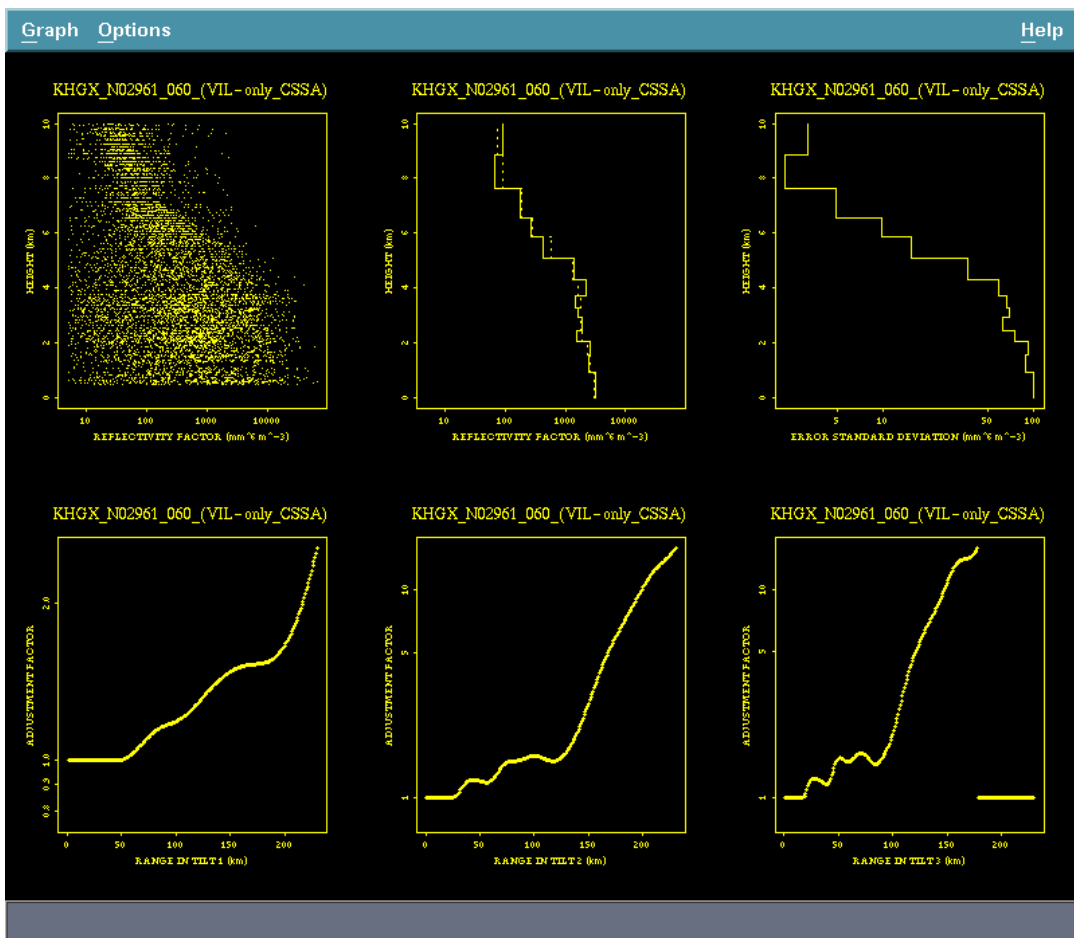 Graph Options Help
KHGX_N02961_060_(VIL-only_CSSA)
10
8
6
4
2
0
HEIGHT (km)
10 100 1000 10000
REFLECTIVITY FACTOR (mm^6 m^-3)
KHGX_N02961_060_(VIL-only_CSSA)
10
8
6
4
2
0
HEIGHT (km)
10 100 1000 10000
REFLECTIVITY FACTOR (mm^6 m^-3)
KHGX_N02961_060_(VIL-only_CSSA)
10
8
6
4
2
0
HEIGHT (km)
5 10 50 100
ERROR STANDARD DEVIATION (mm^6 m^-3)
KHGX_N02961_060_(VIL-only_CSSA)
2.0
1.0
0.9
0.8
ADJUSTMENT FACTOR
0 50 100 150 200
RANGE IN TILT 1 (km)
KHGX_N02961_060_(VIL-only_CSSA)
10
5
1
ADJUSTMENT FACTOR
0 50 100 150 200
RANGE IN TILT 2 (km)
KHGX_N02961_060_(VIL-only_CSSA)
10
5
1
ADJUSTMENT FACTOR
0 50 100 150 200
RANGE IN TILT 3 (km)